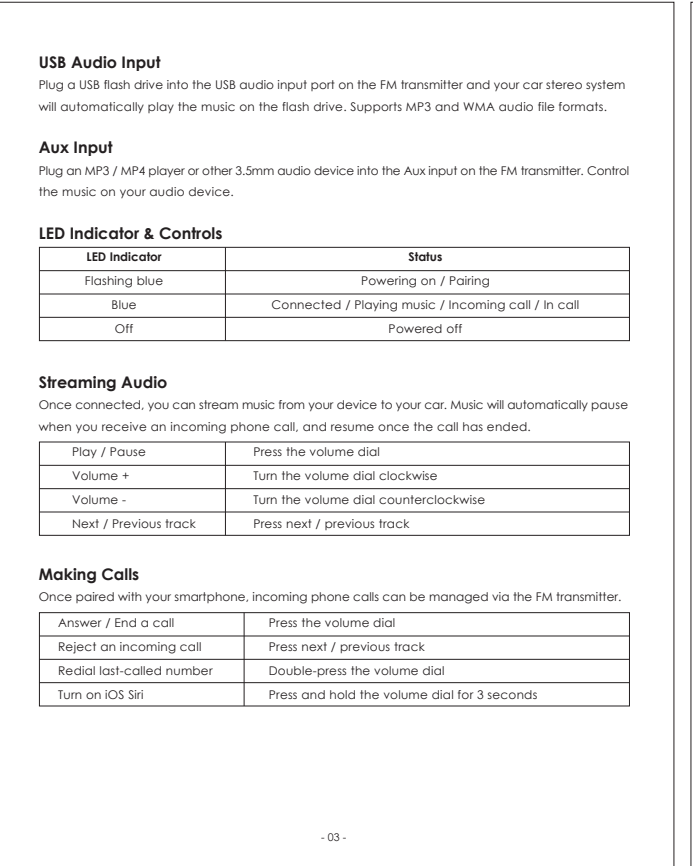 USB Audio Input
Plug a USB flash drive into the USB audio input port on the FM transmitter and your car stereo system
will automatically play the music on the flash drive. Supports MP3 and WMA audio file formats.
Aux Input
Plug an MP3 / MP4 player or other 3.5mm audio device into the Aux input on the FM transmitter. Control
the music on your audio device.
LED Indicator & Controls
LED Indicator Status
Flashing blue Powering on / Pairing
Blue Connected / Playing music / Incoming call / In call
Off Powered off
Streaming Audio
Once connected, you can stream music from your device to your car. Music will automatically pause
when you receive an incoming phone call, and resume once the call has ended.
Play / Pause Press the volume dial
Volume + Turn the volume dial clockwise
Volume - Turn the volume dial counterclockwise
Next / Previous track Press next / previous track
Making Calls
Once paired with your smartphone, incoming phone calls can be managed via the FM transmitter.
Answer / End a call Press the volume dial
Reject an incoming call Press next / previous track
Redial last-called number Double-press the volume dial
Turn on iOS Siri Press and hold the volume dial for 3 seconds
- 03 -